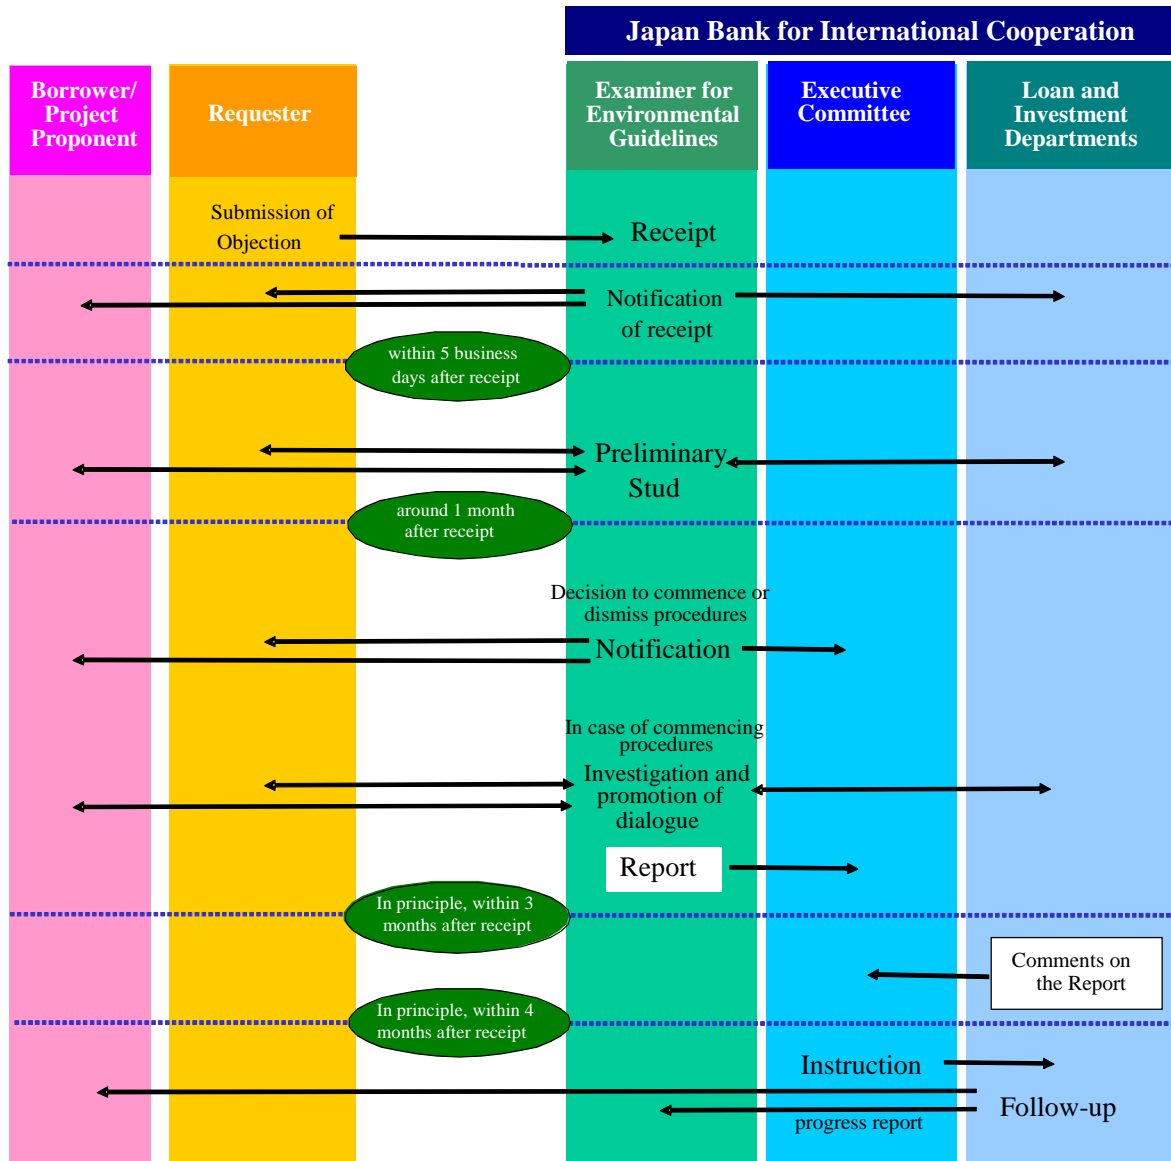 Japan Bank for International Cooperation
Borrower/
Project
Proponent
Requester
Examiner for
Environmental
Guidelines
Executive
Committee
Loan and
Investment
Departments
Submission of
Objection
Receipt
Notification
of receipt
within 5 business
days after receipt
Preliminary
Stud
around 1 month
after receipt
Decision to commence or
dismiss procedures
Notification
In case of commencing
procedures
Investigation and
promotion of
dialogue
Report
In principle, within 3
months after receipt
Comments on
the Report
In principle, within 4
months after receipt
Instruction
Follow-up
progress report